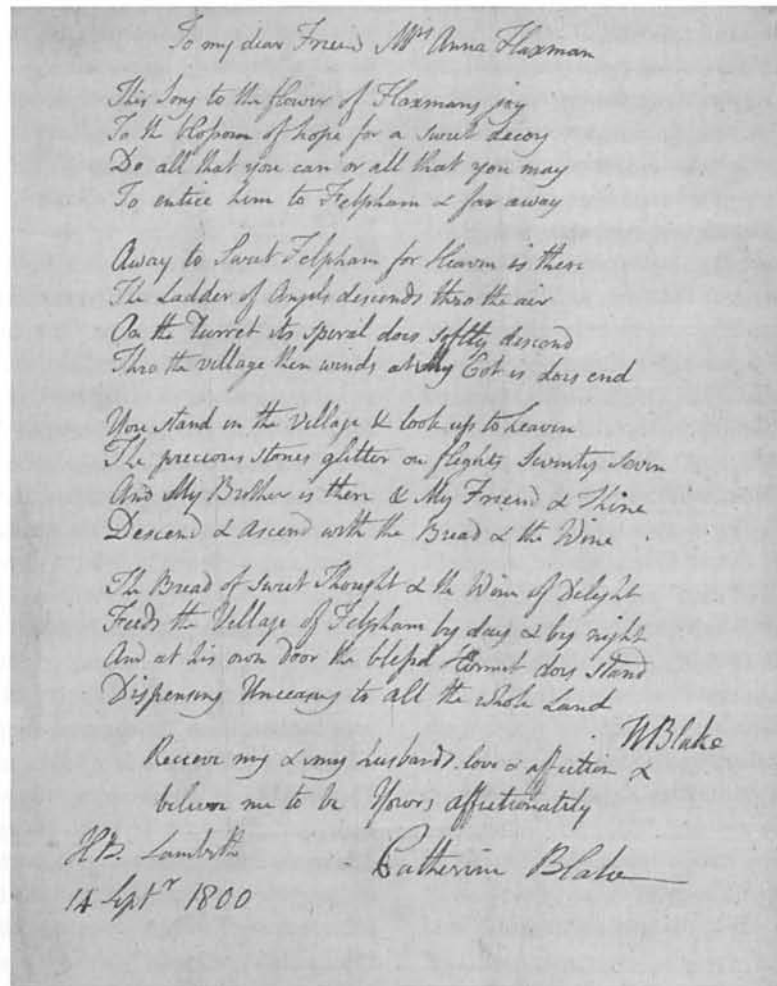 To my dear Friend Mrs Anna Flaxman
This Song to the flower of Flaxmans joy
To the blossom of hope for a sweet decoy
Do all that you can or all that you may
To entice him to Felpham & far away
Away to Sweet Felpham for Heaven is there
The Ladder of Angels descends thro the air
On the Turret its spiral does softly descend
Thro the village then winds at My Cot it does end
You stand in the village & look up to heaven
The precious stones glitter on flights seventy seven
And My Brother is there & My Friend & Thine
Descend & Ascend with the Bread & the Wine
The Bread of sweet Thought & the Wine of Delight
Feeds the Village of Felpham by day & by night
And at his own door the blessd Hermit does stand
Dispensing Unceasing to all the whole Land
W Blake
Recieve my & my husbands love & affection &
believe me to be Yours affectionately
HB. Lambeth
Catherine Blake
14 Septr 1800